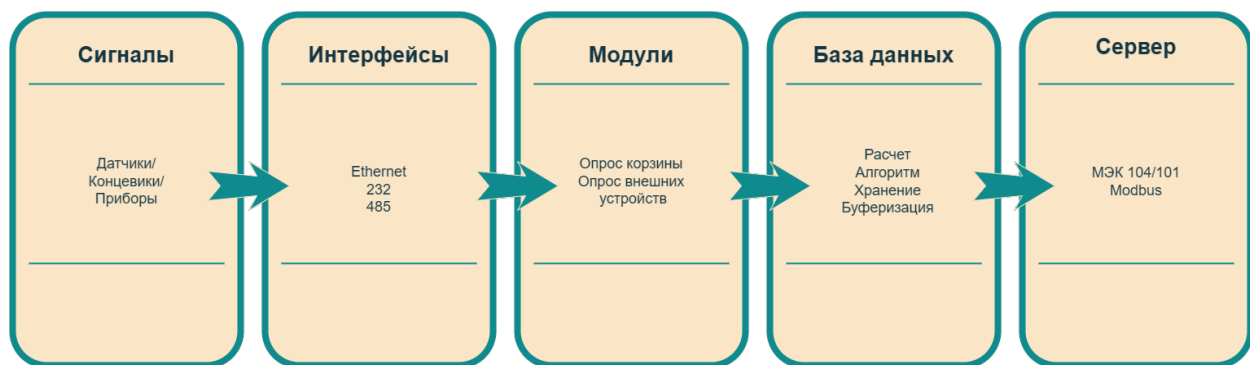 Сигналы
Датчики/
Концевики/
Приборы
Интерфейсы
Ethernet
232
485
Модули
Опрос корзины
Опрос внешних
устройств
База данных
Расчет
Алгоритм
Хранение
Буферизация
Сервер
МЭК 104/101
Modbus